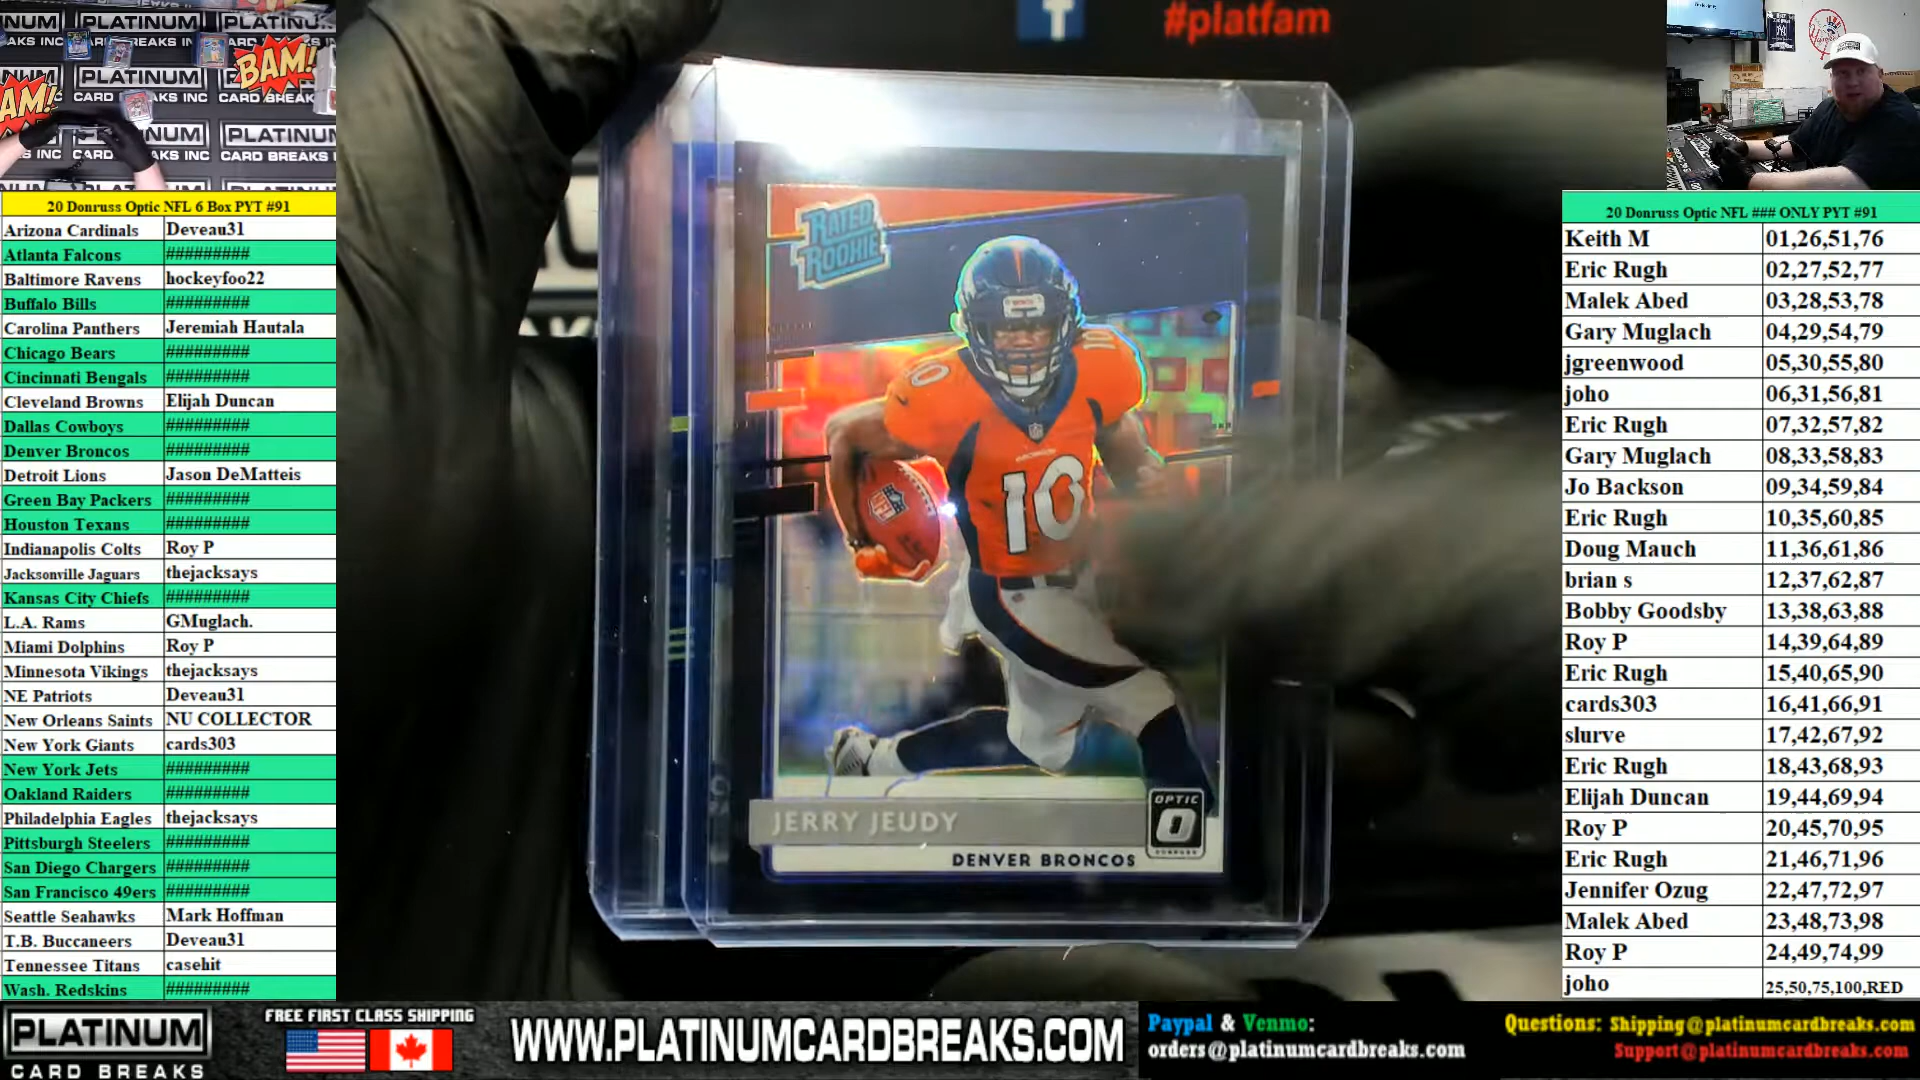 #platfam
PLATINUM
CARD BREAKS INC
BAM!
20 Donruss Optic NFL 6 Box PYT #91
Arizona Cardinals Deveau31
Atlanta Falcons #########
Baltimore Ravens hockeyfoo22
Buffalo Bills #########
Carolina Panthers Jeremiah Hautala
Chicago Bears #########
Cincinnati Bengals #########
Cleveland Browns Elijah Duncan
Dallas Cowboys #########
Denver Broncos #########
Detroit Lions Jason DeMatteis
Green Bay Packers #########
Houston Texans #########
Indianapolis Colts Roy P
Jacksonville Jaguars thejacksays
Kansas City Chiefs #########
L.A. Rams GMuglach.
Miami Dolphins Roy P
Minnesota Vikings thejacksays
NE Patriots Deveau31
New Orleans Saints NU COLLECTOR
New York Giants cards303
New York Jets #########
Oakland Raiders #########
Philadelphia Eagles thejacksays
Pittsburgh Steelers #########
San Diego Chargers #########
San Francisco 49ers #########
Seattle Seahawks Mark Hoffman
T.B. Buccaneers Deveau31
Tennessee Titans casehit
Wash. Redskins #########
RATED
ROOKIE
10
10
NFL
10
JERRY JEUDY
OPTIC
DENVER BRONCOS
20 Donruss Optic NFL ### ONLY PYT #91
Keith M 01,26,51,76
Eric Rugh 02,27,52,77
Malek Abed 03,28,53,78
Gary Muglach 04,29,54,79
jgreenwood 05,30,55,80
joho 06,31,56,81
Eric Rugh 07,32,57,82
Gary Muglach 08,33,58,83
Jo Backson 09,34,59,84
Eric Rugh 10,35,60,85
Doug Mauch 11,36,61,86
brian s 12,37,62,87
Bobby Goodsby 13,38,63,88
Roy P 14,39,64,89
Eric Rugh 15,40,65,90
cards303 16,41,66,91
slurve 17,42,67,92
Eric Rugh 18,43,68,93
Elijah Duncan 19,44,69,94
Roy P 20,45,70,95
Eric Rugh 21,46,71,96
Jennifer Ozug 22,47,72,97
Malek Abed 23,48,73,98
Roy P 24,49,74,99
joho 25,50,75,100,RED
PLATINUM
CARD BREAKS
FREE FIRST CLASS SHIPPING
WWW.PLATINUMCARDBREAKS.COM
Paypal & Venmo:
orders@platinumcardbreaks.com
Questions: Shipping@platinumcardbreaks.com
Support@platinumcardbreaks.com